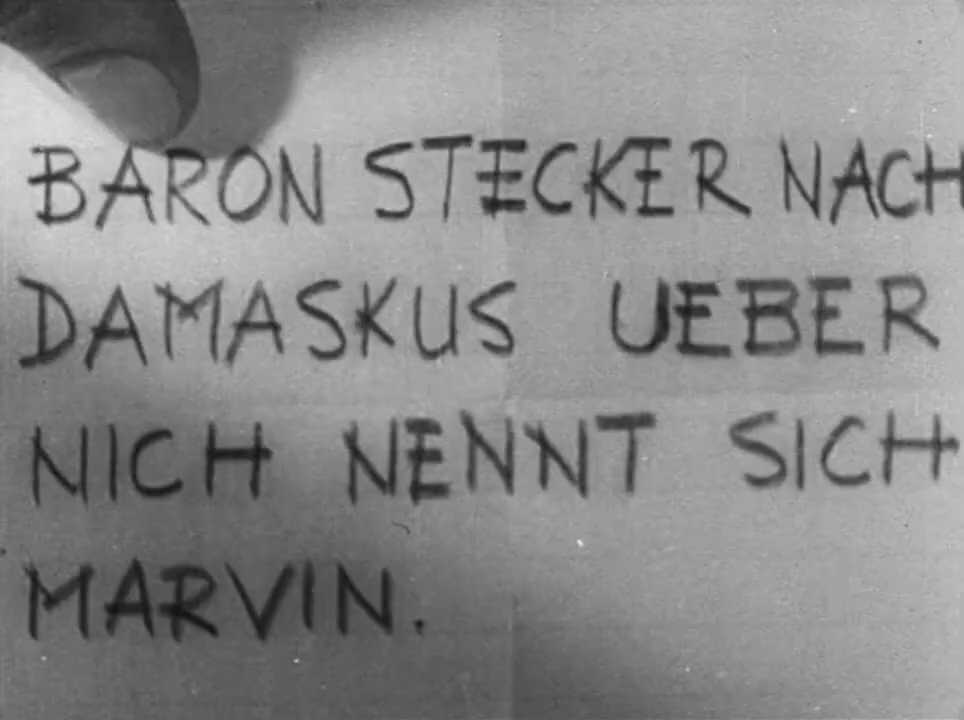 BARON STECKER NACH
DAMASKUS UEBER
NICH NENNT SICH
MARVIN.